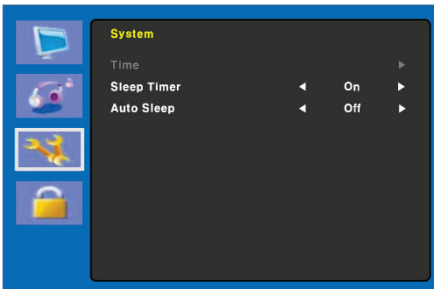 System
Time ▶
Sleep Timer ◀ On ▶
Auto Sleep ◀ Off ▶